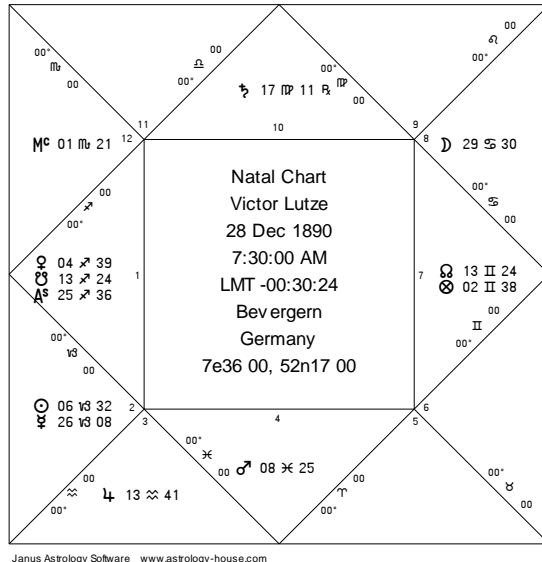 00
00° ♌
00° ♏ 00
♎ 00
00°
00° ♍ 00
♄ 17 ♍ 11 ℞
11
12
10
9
8
Mc 01 ♏ 21
☽ 29 ♋ 30
Natal Chart
Victor Lutze
28 Dec 1890
7:30:00 AM
LMT -00:30:24
Bevergern
Germany
7e36 00, 52n17 00
00 ♐ 00°
00° ♋ 00
♀ 04 ♐ 39
☋ 13 ♐ 24
As 25 ♐ 36
1
7
☊ 13 ♊ 24
⊗ 02 ♊ 38
00° ♑ 00
00 ♊ 00°
☉ 06 ♑ 32
☿ 26 ♑ 08
2
3
4
6
5
00° ♓ 00
♂ 08 ♓ 25
00 ♒ 00°
♃ 13 ♒ 41
00 ♈ 00°
00° ♉ 00
Janus Astrology Software www.astrology-house.com